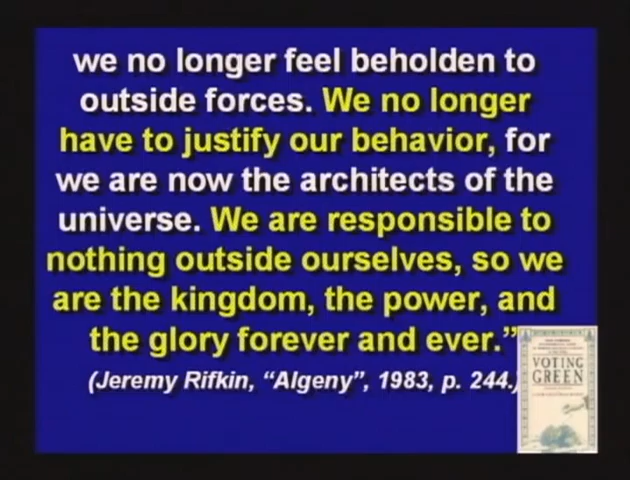 we no longer feel beholden to
outside forces. We no longer
have to justify our behavior, for
we are now the architects of the
universe. We are responsible to
nothing outside ourselves, so we
are the kingdom, the power, and
the glory forever and ever.”
(Jeremy Rifkin, “Algeny”, 1983, p. 244.)
VOTING
GREEN